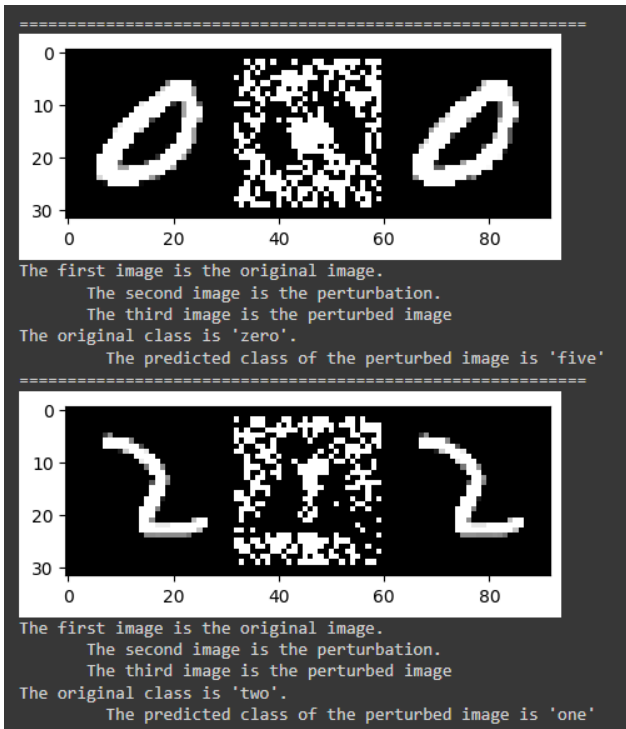 ===========================================================
0
10
20
30
0 20 40 60 80
The first image is the original image.
The second image is the perturbation.
The third image is the perturbed image
The original class is 'zero'.
The predicted class of the perturbed image is 'five'
===========================================================
0
10
20
30
0 20 40 60 80
The first image is the original image.
The second image is the perturbation.
The third image is the perturbed image
The original class is 'two'.
The predicted class of the perturbed image is 'one'